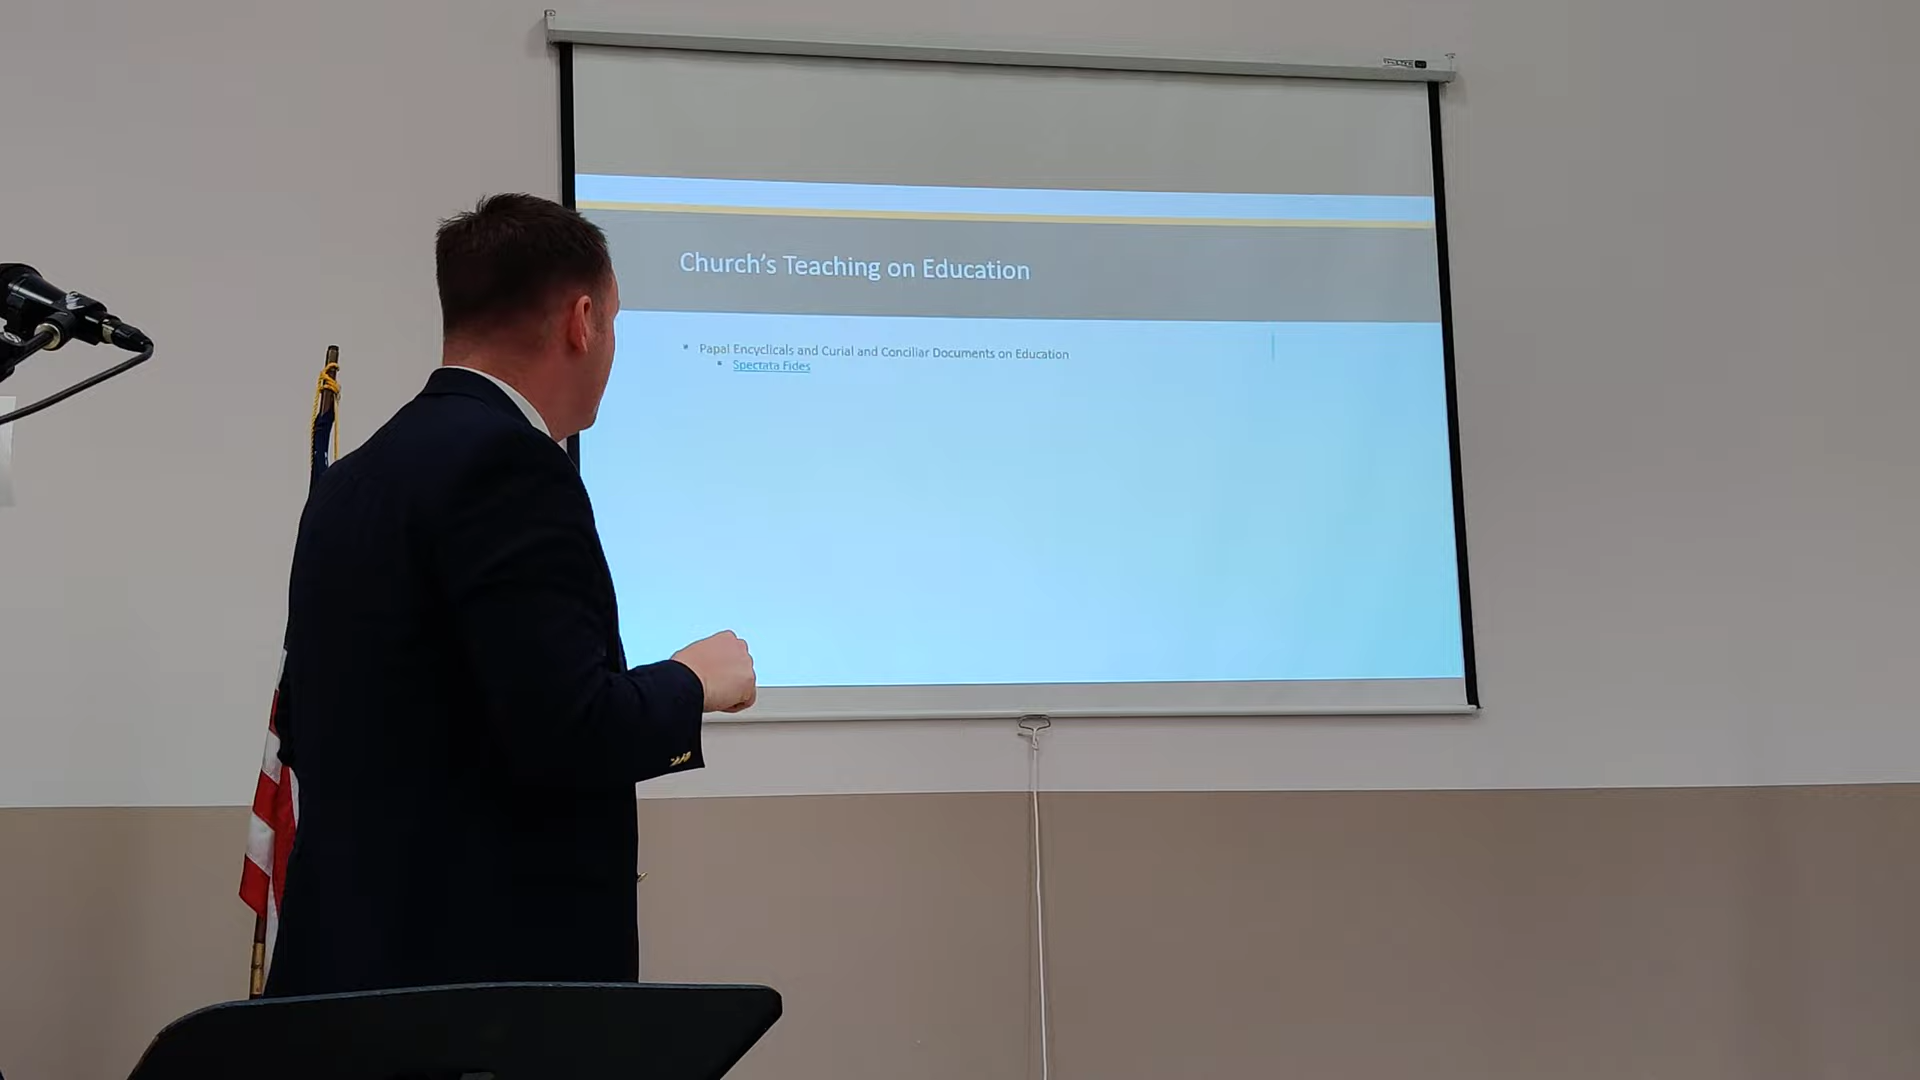 Church's Teaching on Education
Papal Encyclicals and Curial and Conciliar Documents on Education
Spectata Fides